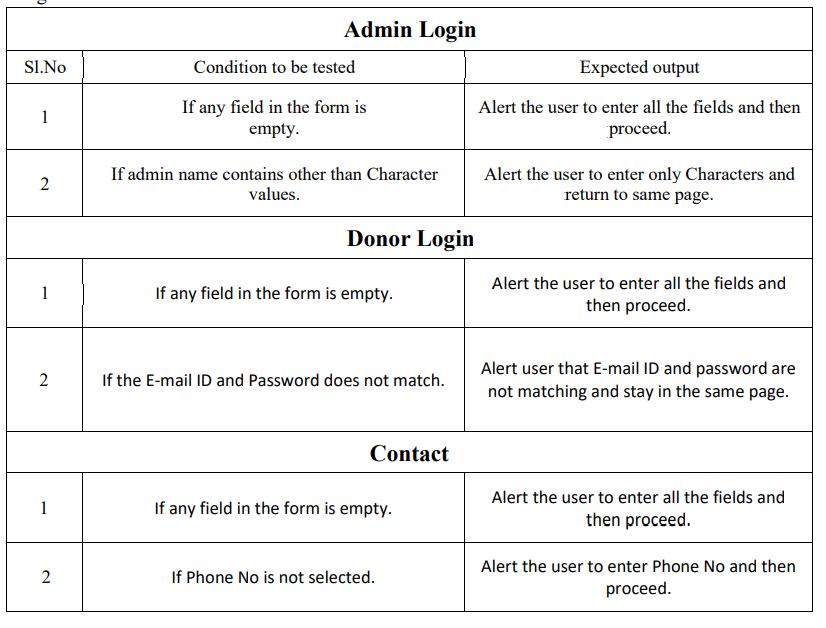 Admin Login
Sl.No Condition to be tested Expected output
1 If any field in the form is empty. Alert the user to enter all the fields and then proceed.
2 If admin name contains other than Character values. Alert the user to enter only Characters and return to same page.
Donor Login
1 If any field in the form is empty. Alert the user to enter all the fields and then proceed.
2 If the E-mail ID and Password does not match. Alert user that E-mail ID and password are not matching and stay in the same page.
Contact
1 If any field in the form is empty. Alert the user to enter all the fields and then proceed.
2 If Phone No is not selected. Alert the user to enter Phone No and then proceed.